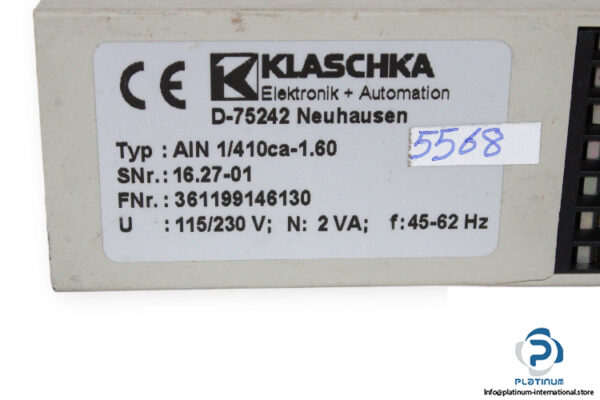 CE KLASCHKA
Elektronik + Automation
D-75242 Neuhausen
Typ : AIN 1/410ca-1.60
5568
SNr. : 16.27-01
FNr. : 361199146130
U : 115/230 V; N: 2 VA; f: 45-62 Hz
PLATINUM
Info@platinum-international.store